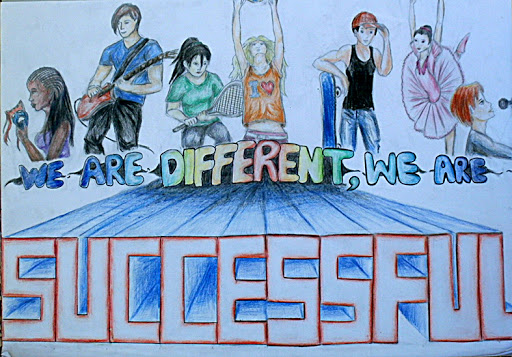 I ❤
WE ARE DIFFERENT, WE ARE
SUCCESSFUL